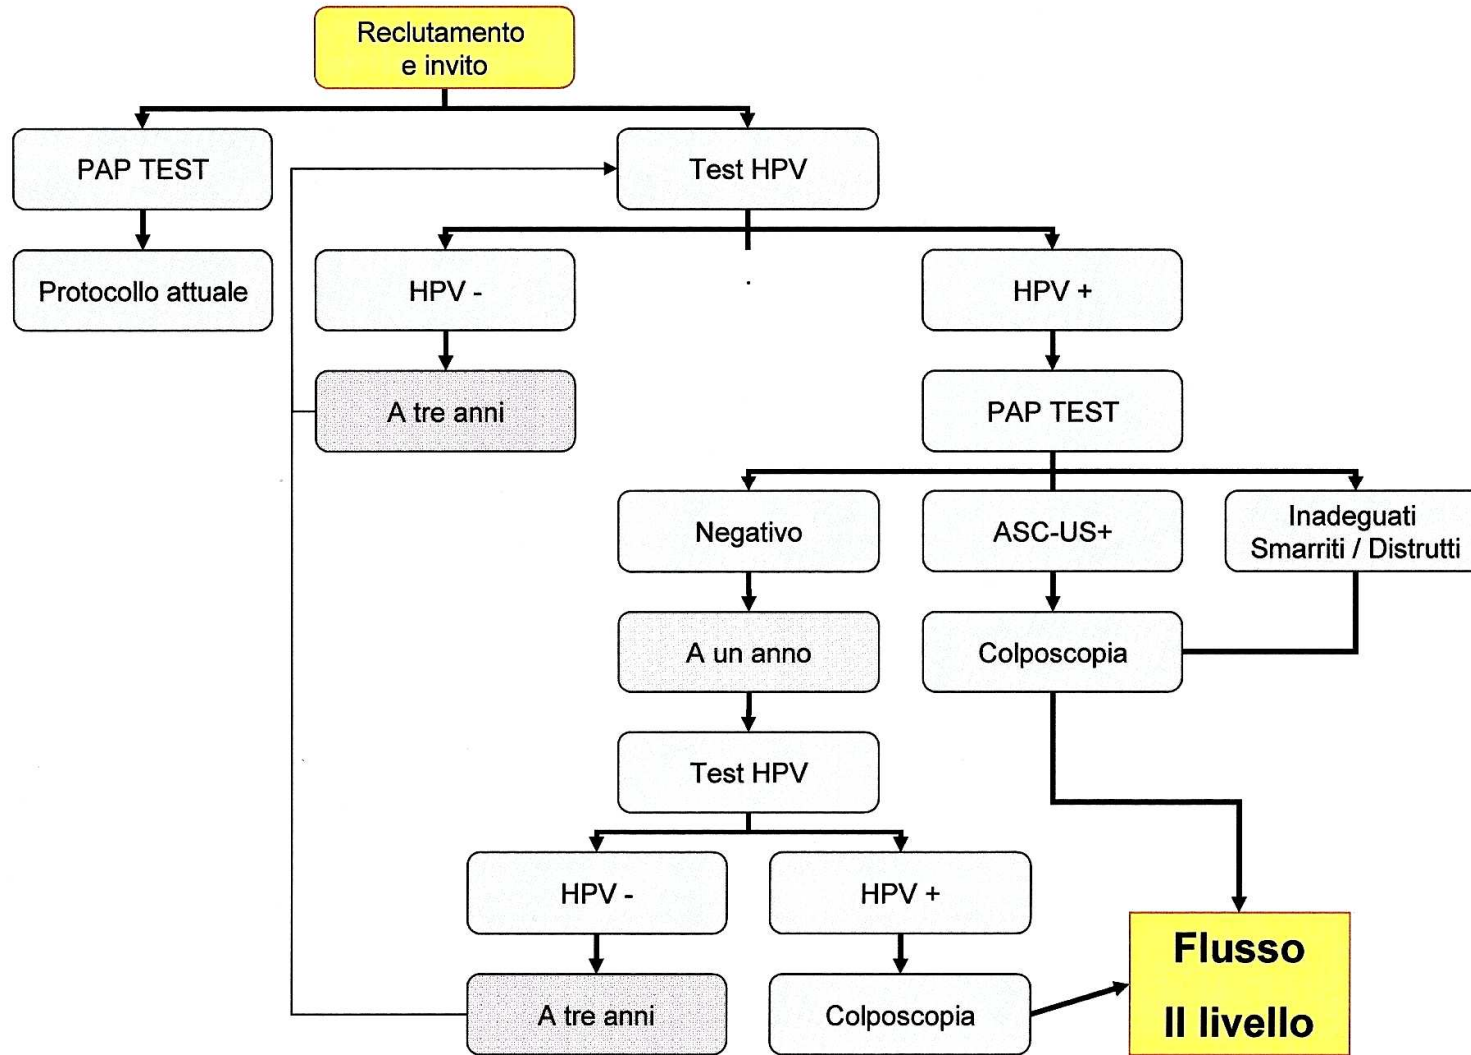 Reclutamento
e invito
PAP TEST
Test HPV
Protocollo attuale
HPV -
.
HPV +
A tre anni
PAP TEST
Negativo
ASC-US+
Inadeguati
Smarriti / Distrutti
A un anno
Colposcopia
Test HPV
HPV -
HPV +
Flusso
II livello
A tre anni
Colposcopia